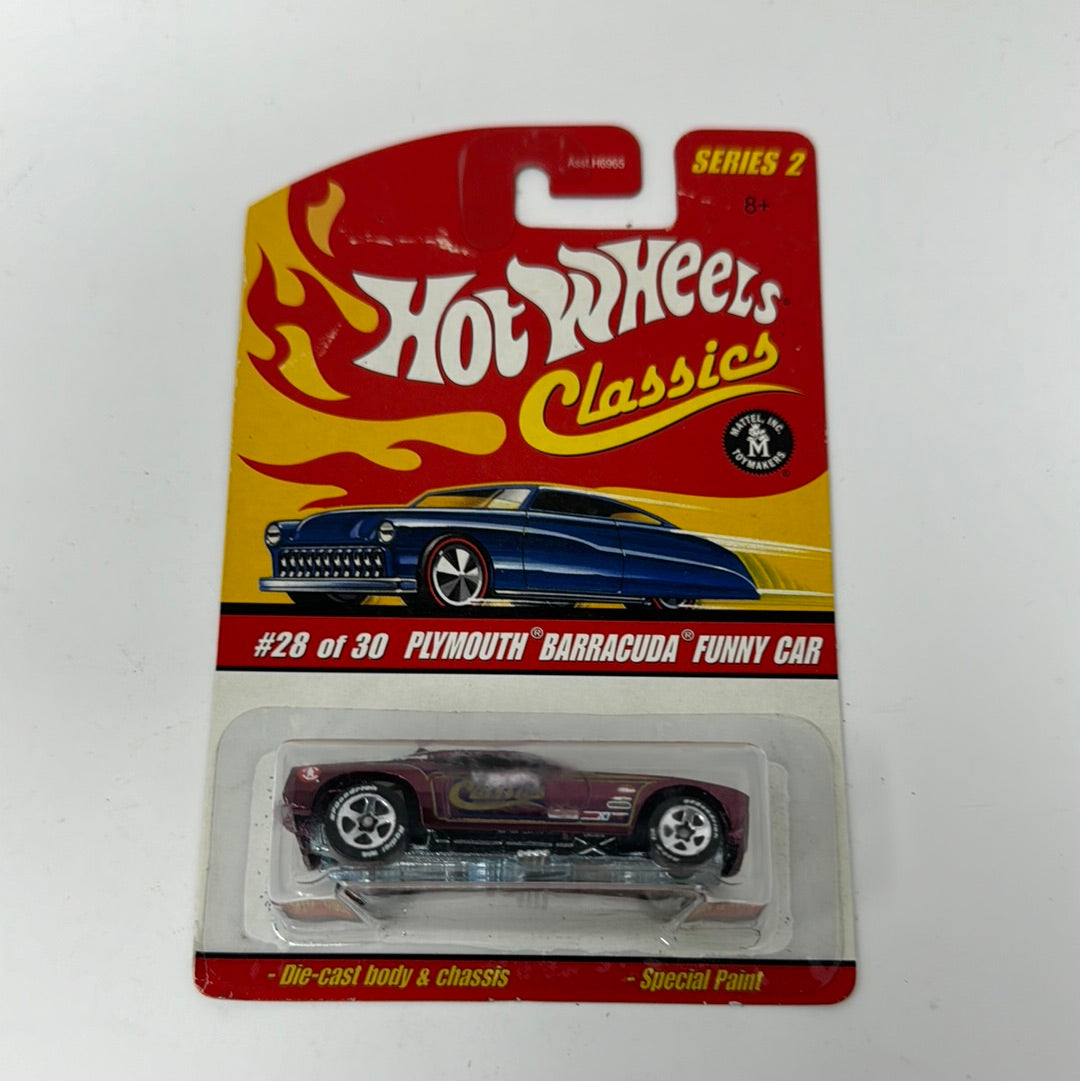 Asst. H6965
SERIES 2
8+
HOT WHEELS®
Classics
MATTEL, INC.
M
TOYMAKERS®
#28 of 30 PLYMOUTH® BARRACUDA® FUNNY CAR
Classics
- Die-cast body & chassis
- Special Paint